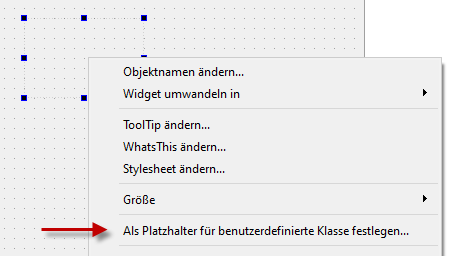 Objektnamen ändern...
Widget umwandeln in
ToolTip ändern...
WhatsThis ändern...
Stylesheet ändern...
Größe
Als Platzhalter für benutzerdefinierte Klasse festlegen...